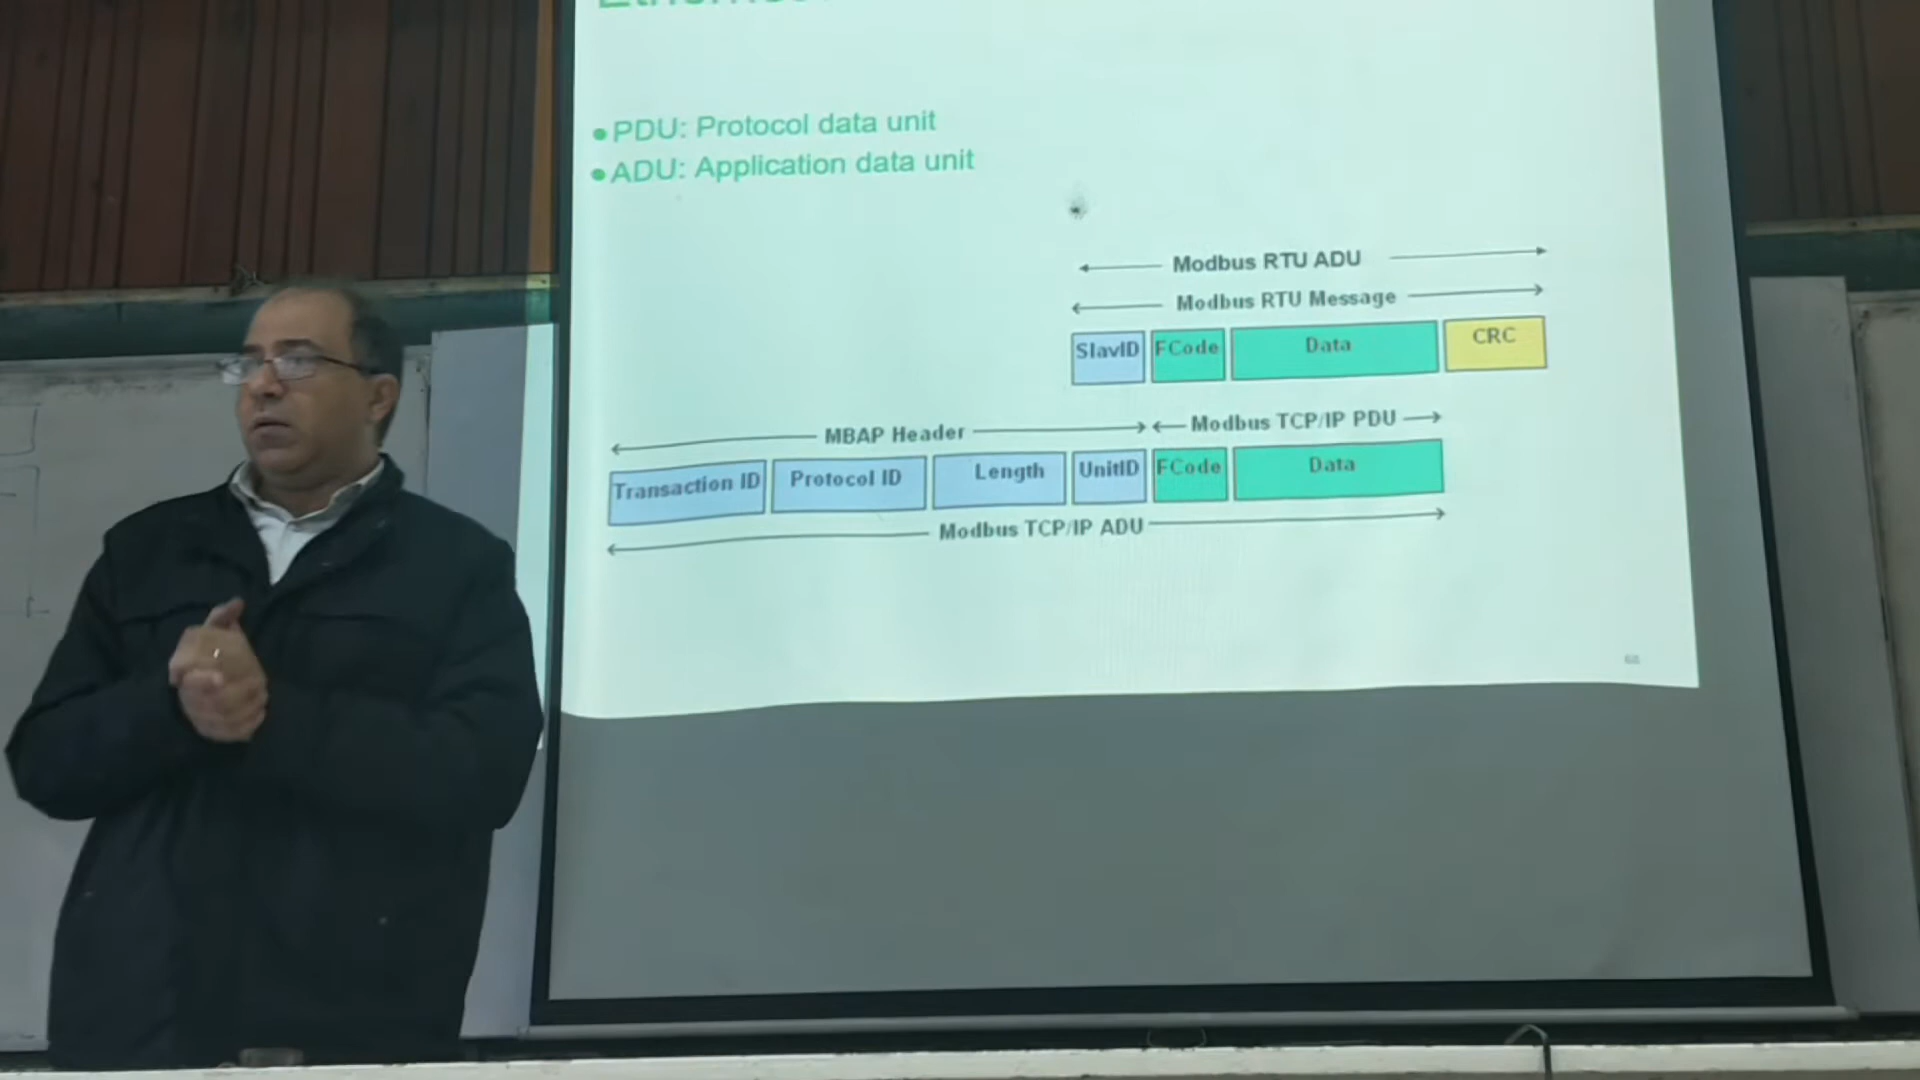 PDU: Protocol data unit
ADU: Application data unit
Modbus RTU ADU
Modbus RTU Message
SlavID FCode Data CRC
MBAP Header Modbus TCP/IP PDU
Transaction ID Protocol ID Length UnitID FCode Data
Modbus TCP/IP ADU